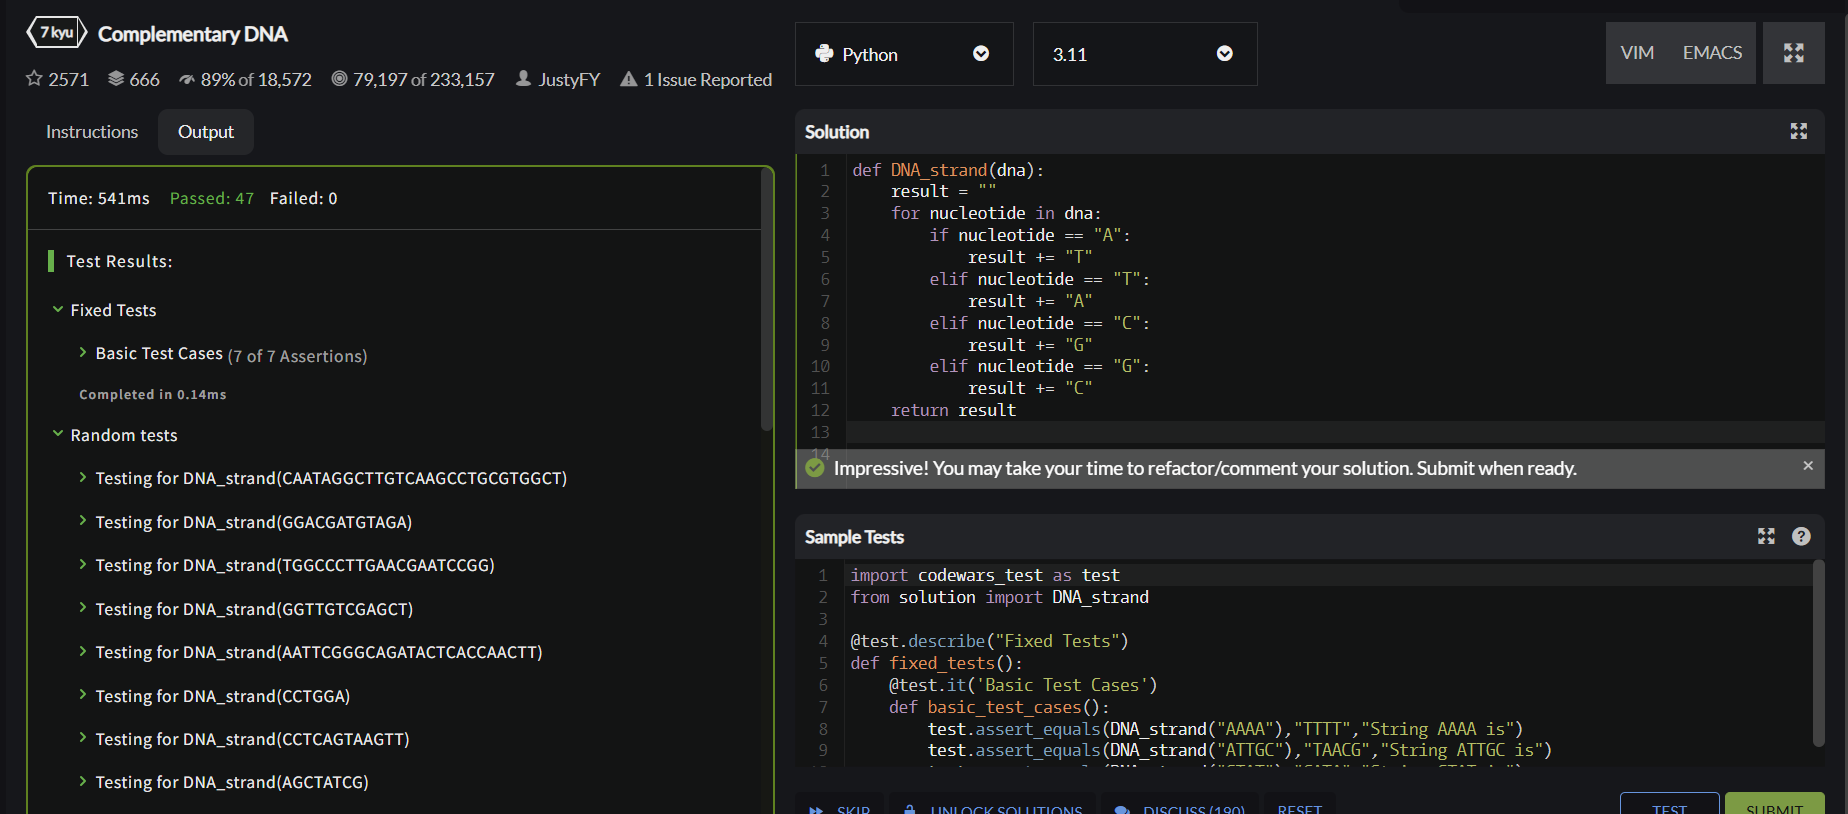 7 kyu Complementary DNA
2571 666 89% of 18,572 79,197 of 233,157 JustyFY 1 Issue Reported
Instructions Output
Time: 541ms Passed: 47 Failed: 0
Test Results:
Fixed Tests
Basic Test Cases (7 of 7 Assertions)
Completed in 0.14ms
Random tests
Testing for DNA_strand(CAATAGGCTTGTCAAGCCTGCGTGGCT)
Testing for DNA_strand(GGACGATGTAGA)
Testing for DNA_strand(TGGCCCTTGAACGAATCCGG)
Testing for DNA_strand(GGTTGTCGAGCT)
Testing for DNA_strand(AATTCGGGCAGATACTCACCAACTT)
Testing for DNA_strand(CCTGGA)
Testing for DNA_strand(CCTCAGTAAGTT)
Testing for DNA_strand(AGCTATCG)
Python 3.11 VIM EMACS
Solution
1 def DNA_strand(dna):
2 result = ""
3 for nucleotide in dna:
4 if nucleotide == "A":
5 result += "T"
6 elif nucleotide == "T":
7 result += "A"
8 elif nucleotide == "C":
9 result += "G"
10 elif nucleotide == "G":
11 result += "C"
12 return result
13
14
Impressive! You may take your time to refactor/comment your solution. Submit when ready. ×
Sample Tests ?
1 import codewars_test as test
2 from solution import DNA_strand
3
4 @test.describe("Fixed Tests")
5 def fixed_tests():
6 @test.it('Basic Test Cases')
7 def basic_test_cases():
8 test.assert_equals(DNA_strand("AAAA"),"TTTT","String AAAA is")
9 test.assert_equals(DNA_strand("ATTGC"),"TAACG","String ATTGC is")
SKIP UNLOCK SOLUTIONS DISCUSS (190) RESET TEST SUBMIT